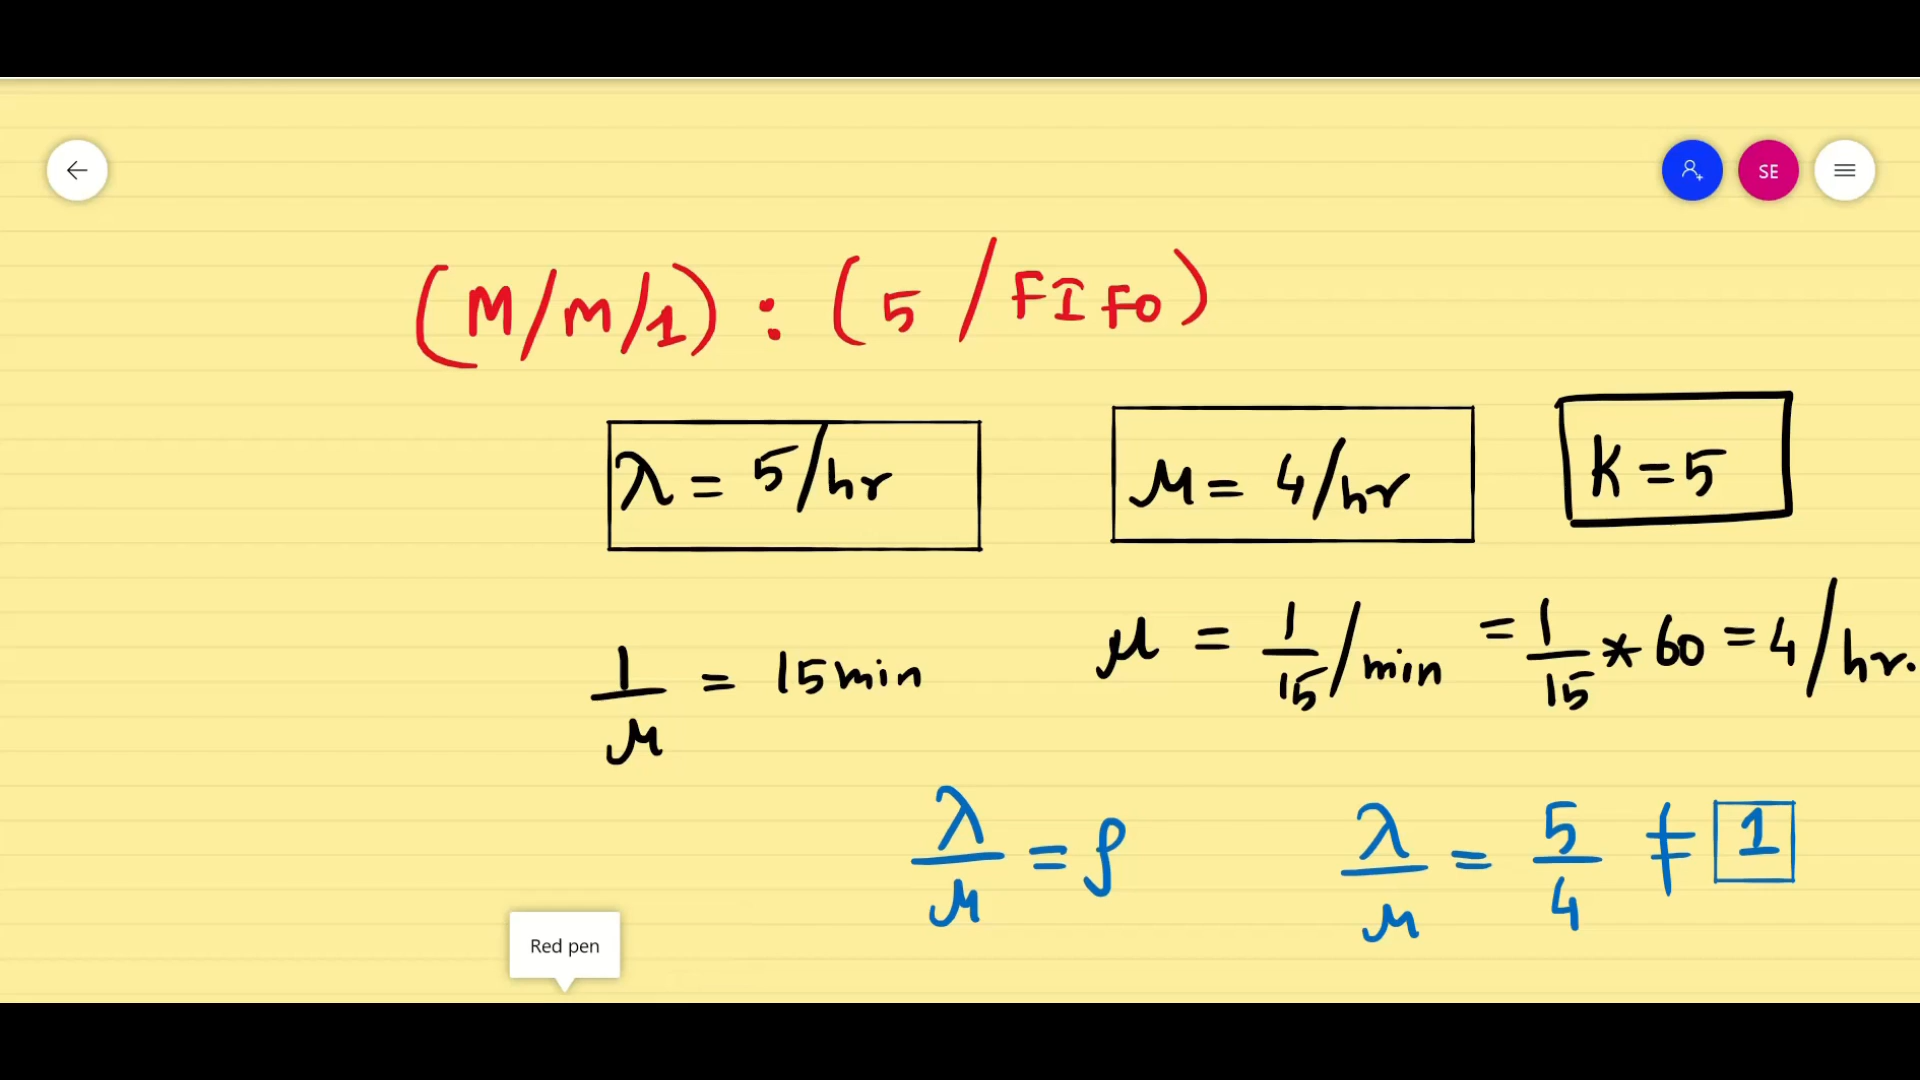 SE
(M/M/1) : (5/FIFO)
λ = 5/hr
μ = 4/hr
K = 5
1/μ = 15 min
μ = 1/15/min = 1/15 * 60 = 4/hr.
λ/μ = ρ
λ/μ = 5/4 ≠ 1
Red pen